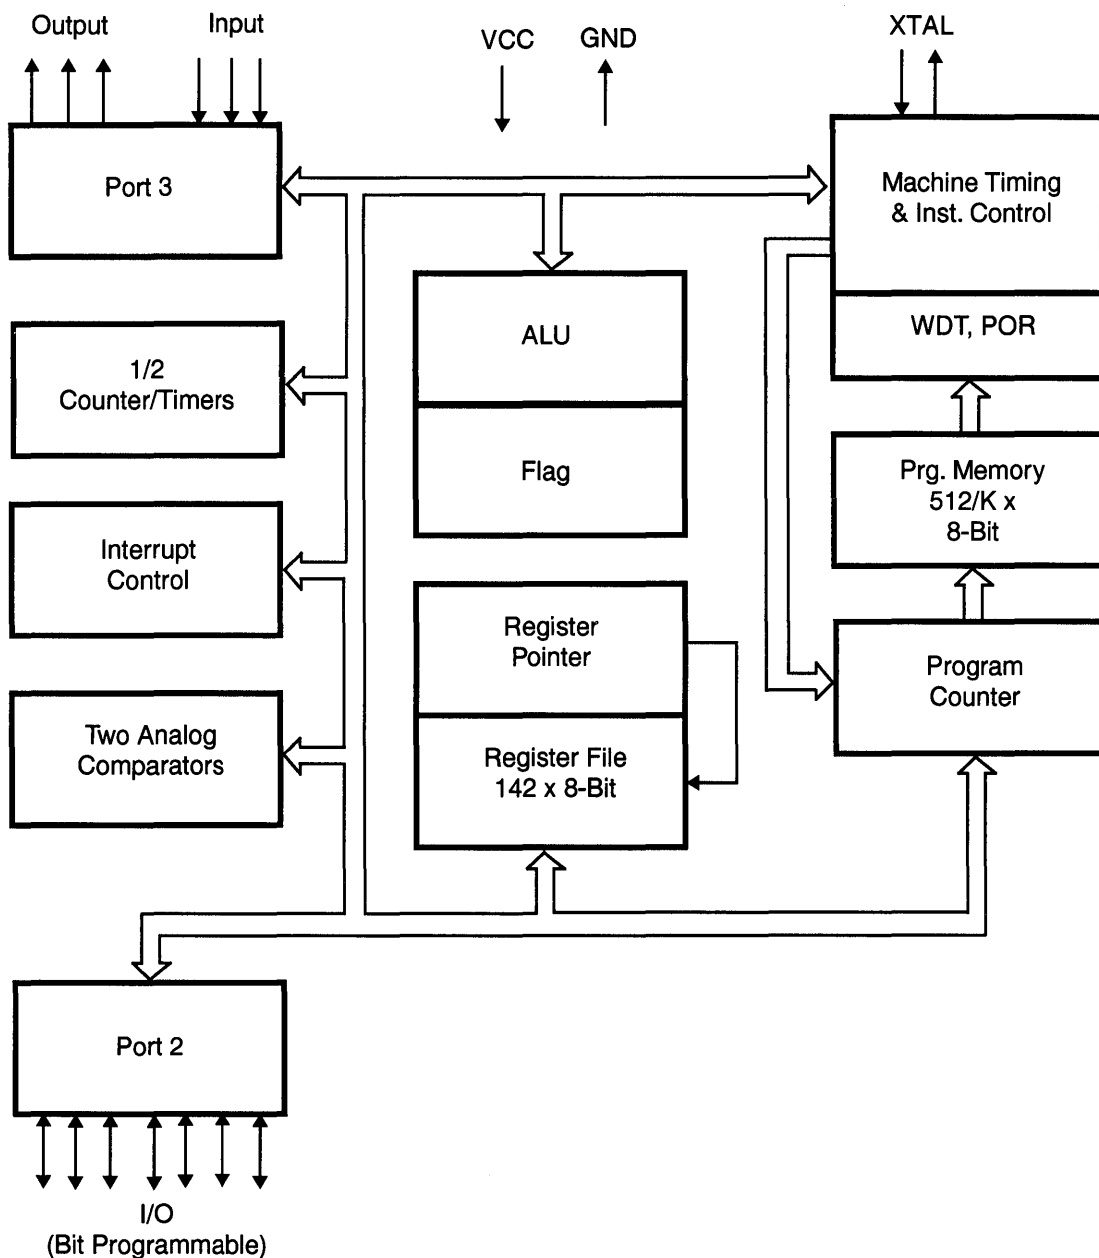 Output
Input
VCC
GND
XTAL
Port 3
Machine Timing
& Inst. Control
WDT, POR
ALU
1/2
Counter/Timers
Flag
Prg. Memory
512/K x
8-Bit
Interrupt
Control
Register
Pointer
Program
Counter
Two Analog
Comparators
Register File
142 x 8-Bit
Port 2
I/O
(Bit Programmable)